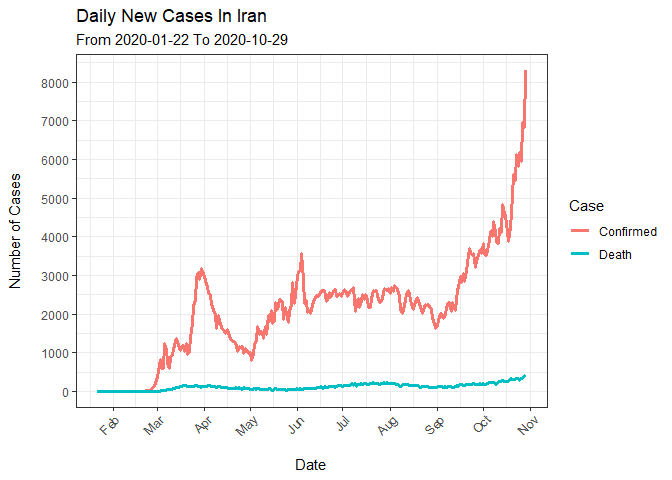 Daily New Cases In Iran
From 2020-01-22 To 2020-10-29
8000
7000
6000
5000
4000
3000
2000
1000
0
Number of Cases
Feb Mar Apr May Jun Jul Aug Sep Oct Nov
Date
Case
Confirmed
Death